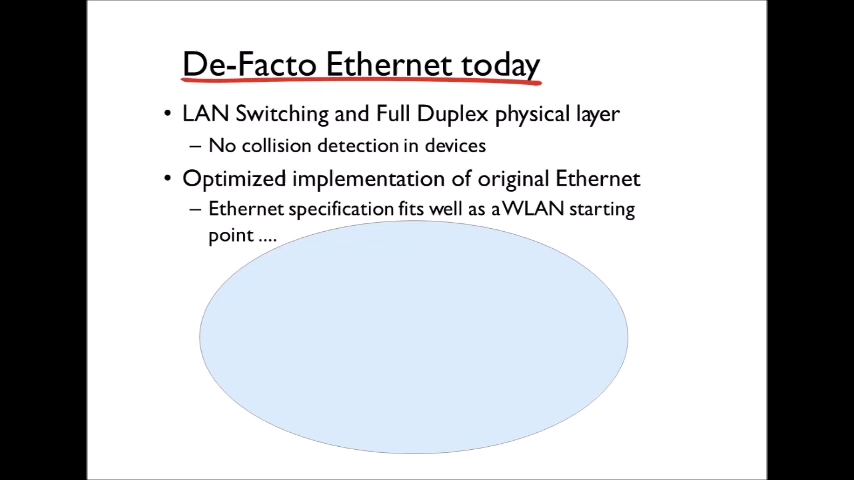 De-Facto Ethernet today
• LAN Switching and Full Duplex physical layer
– No collision detection in devices
• Optimized implementation of original Ethernet
– Ethernet specification fits well as a WLAN starting
point ....